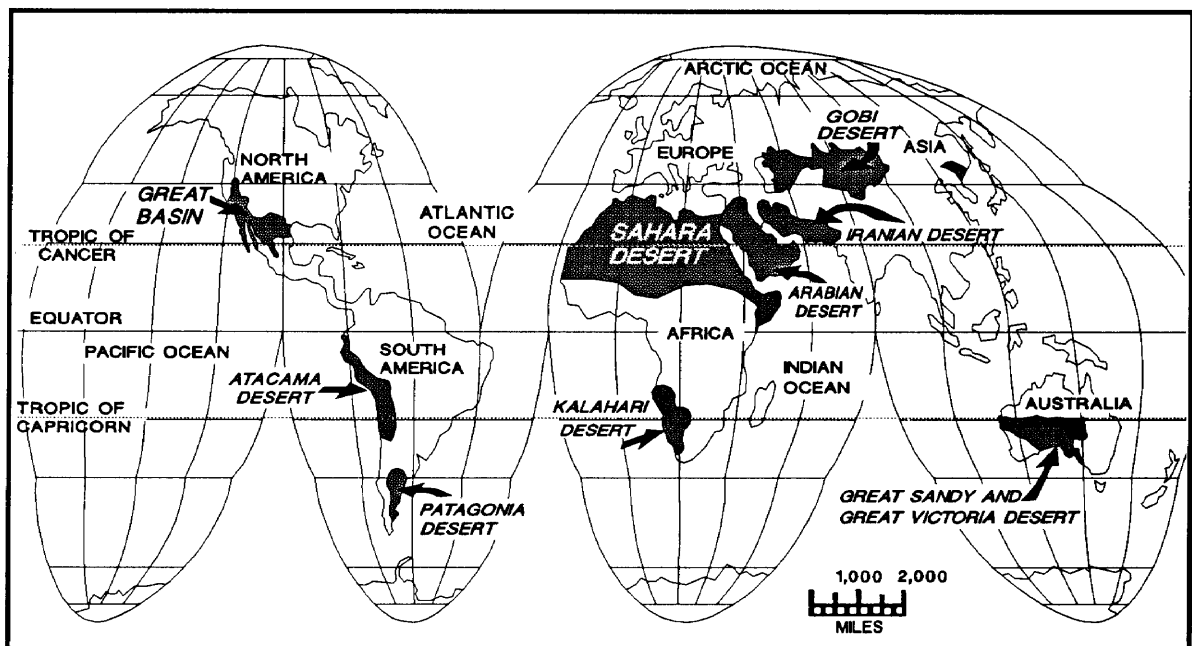 ARCTIC OCEAN
GOBI
DESERT
ASIA
EUROPE
NORTH
AMERICA
GREAT
BASIN
ATLANTIC
OCEAN
TROPIC OF
CANCER
SAHARA
DESERT
IRANIAN DESERT
ARABIAN
DESERT
EQUATOR
AFRICA
PACIFIC OCEAN
SOUTH
AMERICA
INDIAN
OCEAN
ATACAMA
DESERT
KALAHARI
DESERT
TROPIC OF
CAPRICORN
AUSTRALIA
PATAGONIA
DESERT
GREAT SANDY AND
GREAT VICTORIA DESERT
1,000 2,000
MILES